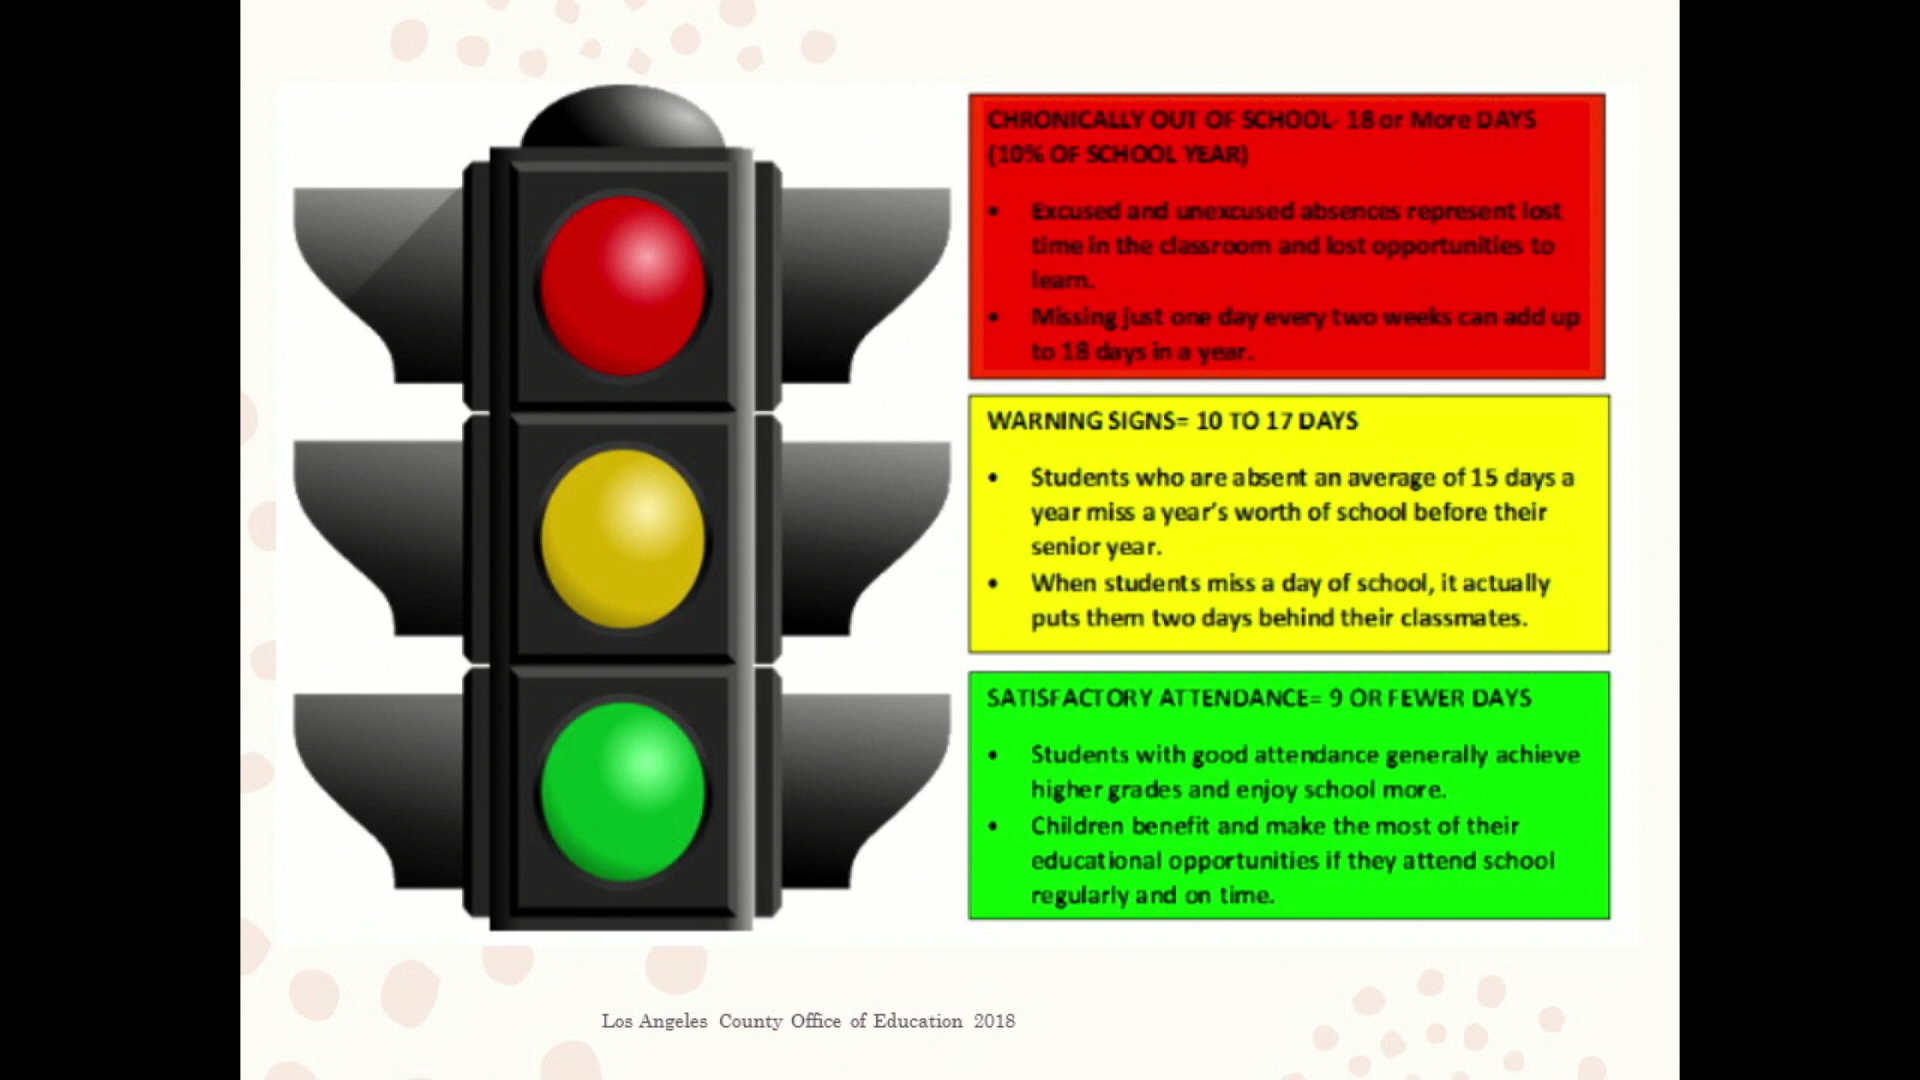 CHRONICALLY OUT OF SCHOOL- 18 or More DAYS
(10% OF SCHOOL YEAR)
• Excused and unexcused absences represent lost
time in the classroom and lost opportunities to
learn.
• Missing just one day every two weeks can add up
to 18 days in a year.
WARNING SIGNS= 10 TO 17 DAYS
• Students who are absent an average of 15 days a
year miss a year’s worth of school before their
senior year.
• When students miss a day of school, it actually
puts them two days behind their classmates.
SATISFACTORY ATTENDANCE= 9 OR FEWER DAYS
• Students with good attendance generally achieve
higher grades and enjoy school more.
• Children benefit and make the most of their
educational opportunities if they attend school
regularly and on time.
Los Angeles County Office of Education 2018